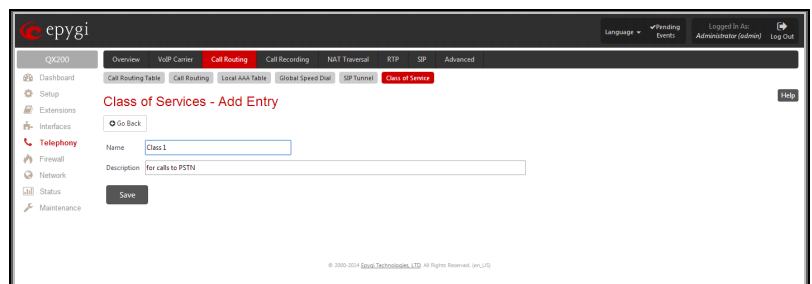 epygi
Language
Pending Events
Logged In As:
Administrator (admin)
Log Out
QX200
Overview VoIP Carrier Call Routing Call Recording NAT Traversal RTP SIP Advanced
Dashboard
Call Routing Table Call Routing Local AAA Table Global Speed Dial SIP Tunnel Class of Service
Setup
Help
Class of Services - Add Entry
Extensions
Interfaces
Go Back
Telephony
Name Class 1
Firewall
Description for calls to PSTN
Network
Status
Save
Maintenance
© 2000-2014 Epygi Technologies, LTD. All Rights Reserved. (en_US)